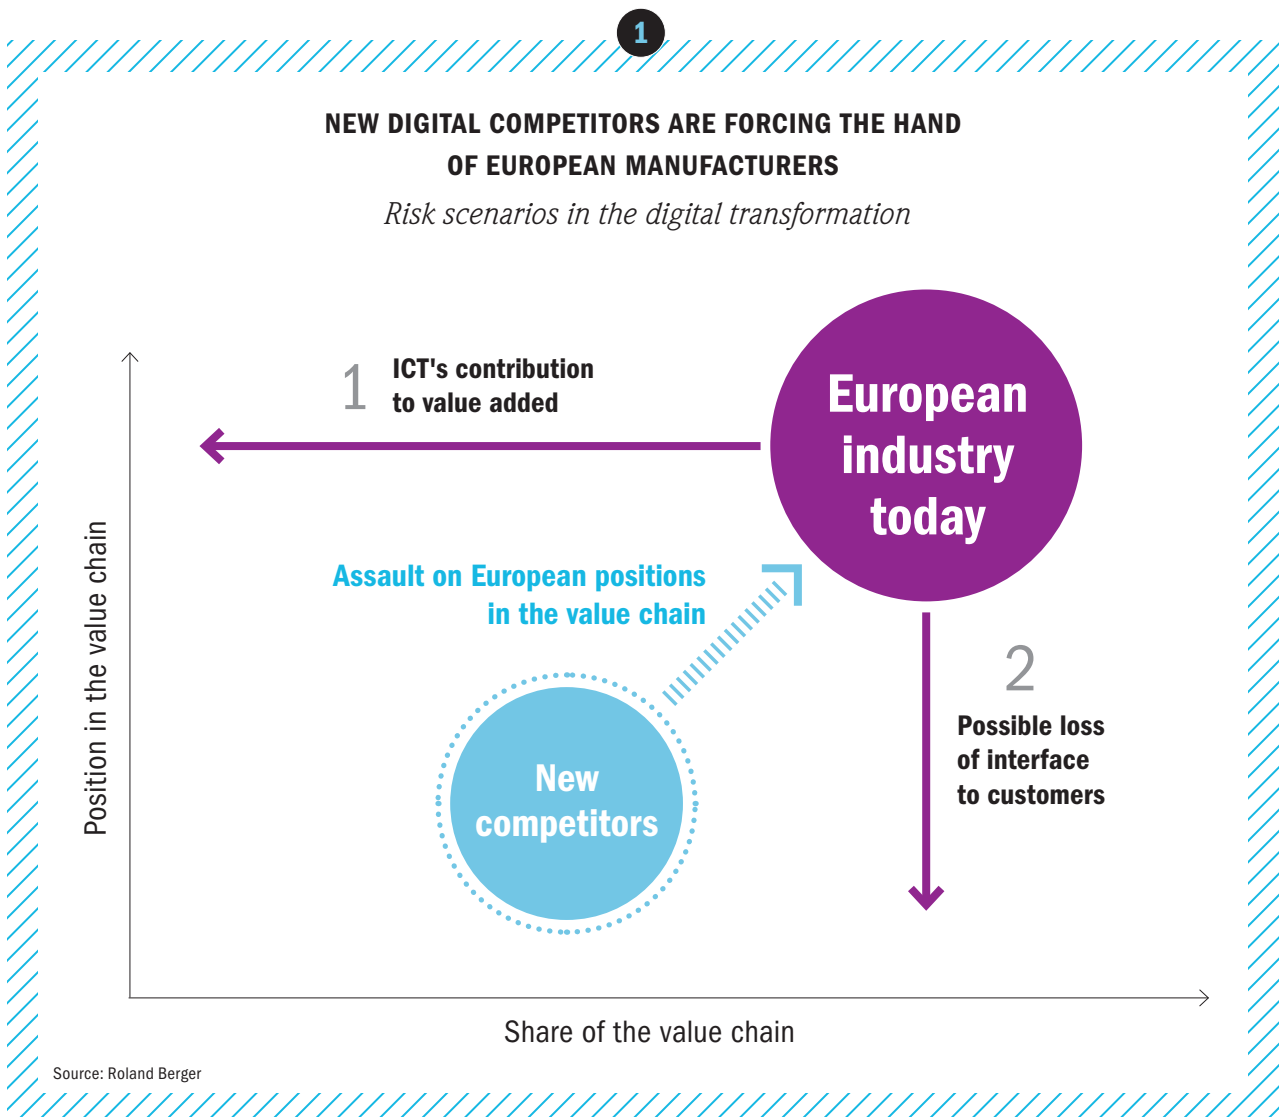 1
NEW DIGITAL COMPETITORS ARE FORCING THE HAND
OF EUROPEAN MANUFACTURERS
Risk scenarios in the digital transformation
1
ICT's contribution
to value added
European
industry
today
Assault on European positions
in the value chain
2
Possible loss
of interface
to customers
New
competitors
Position in the value chain
Share of the value chain
Source: Roland Berger